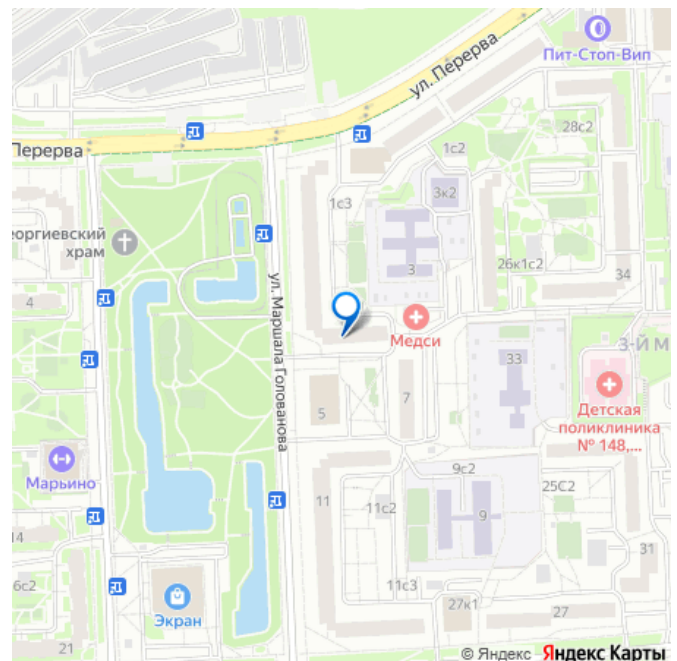 Пит-Стоп-Вип
ул. Перерва
Перерва
28с2
1с2
3к2
1с3
еоргиевский
храм
3
26к1с2
34
4
ул. Маршала Голованова
Медси
3-Й М
33
5
7
Детская
поликлиника
№ 148,...
Марьино
9с2
25С2
11
11с2
9
14
31
6с2
11с3
Экран
27к1
27
21
© Яндекс Яндекс Карты